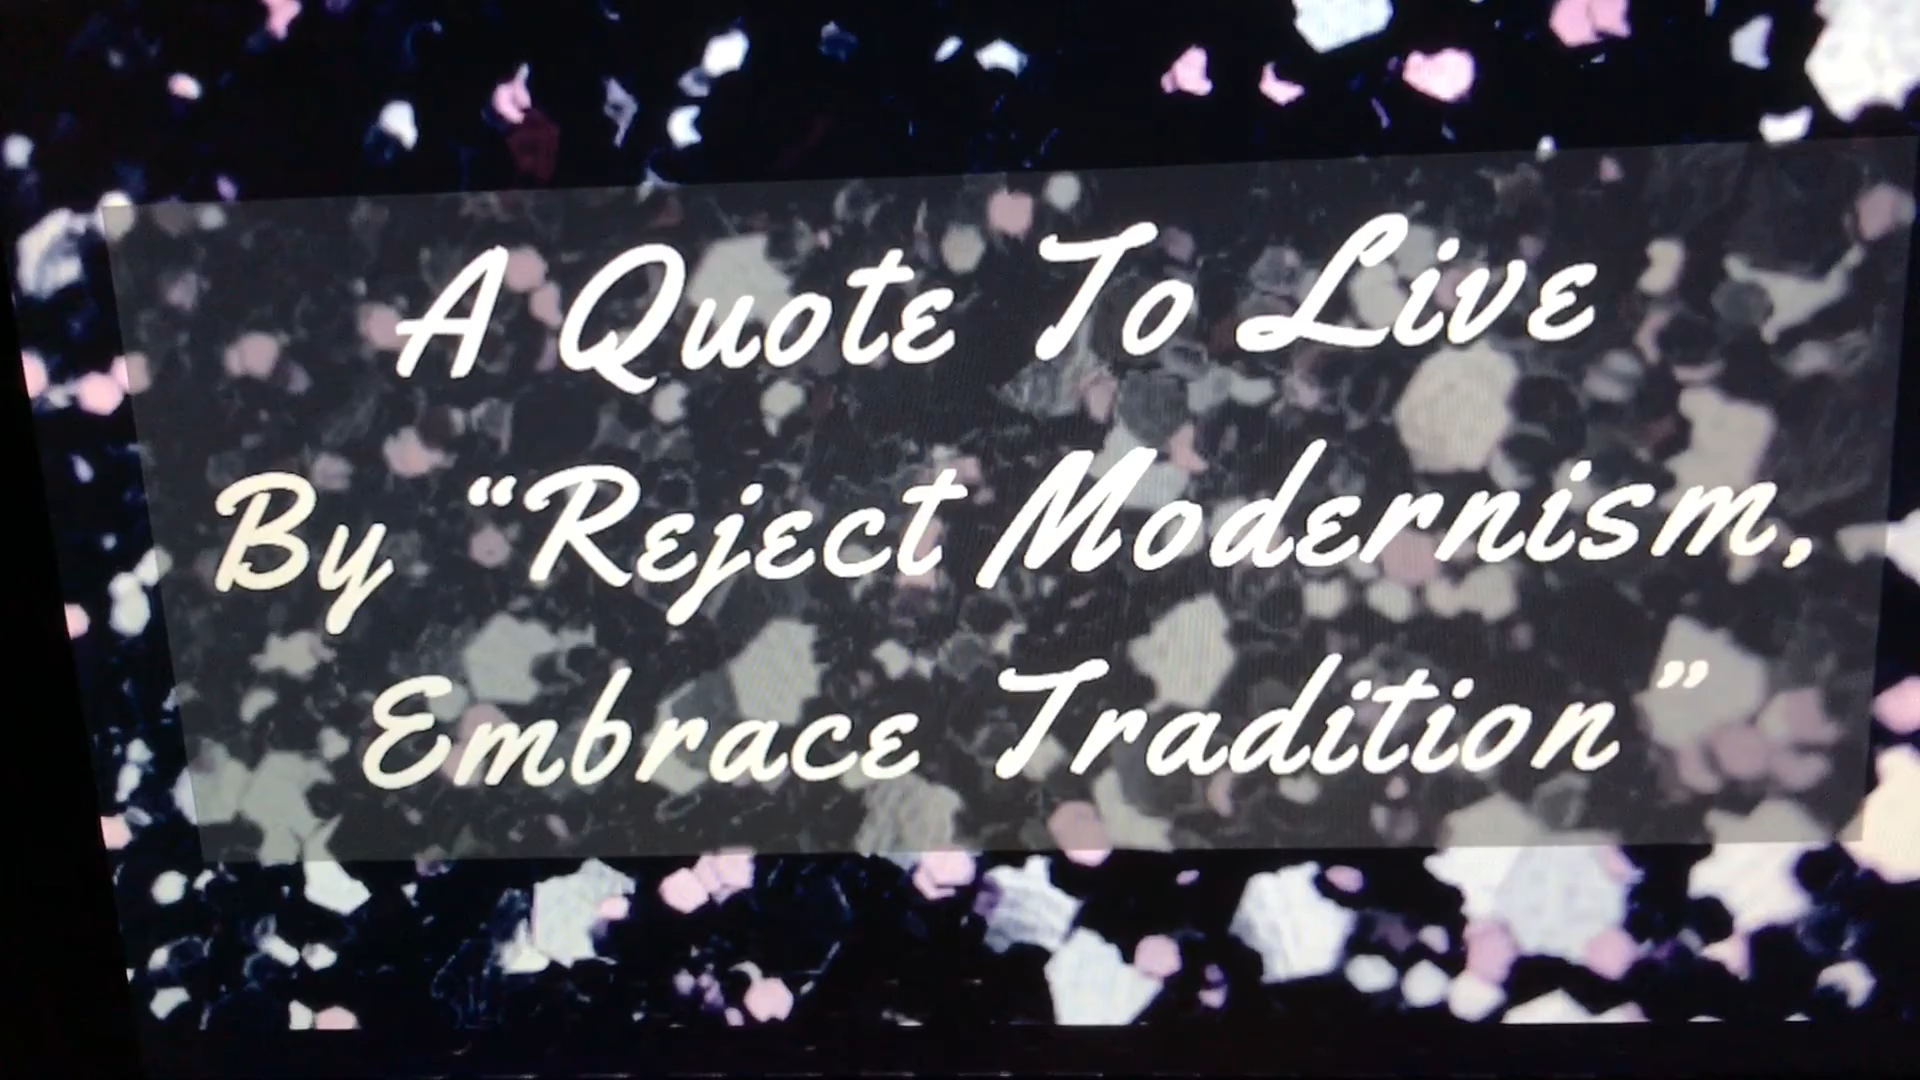 A Quote To Live
By “Reject Modernism,
Embrace Tradition”